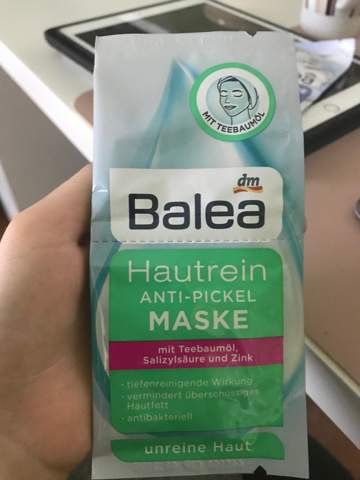 MIT TEEBAUMÖL
dm
Balea
Hautrein
ANTI-PICKEL
MASKE
mit Teebaumöl,
Salizylsäure und Zink
• tiefenreinigende Wirkung
• vermindert überschüssiges
Hautfett
• antibakteriell
unreine Haut